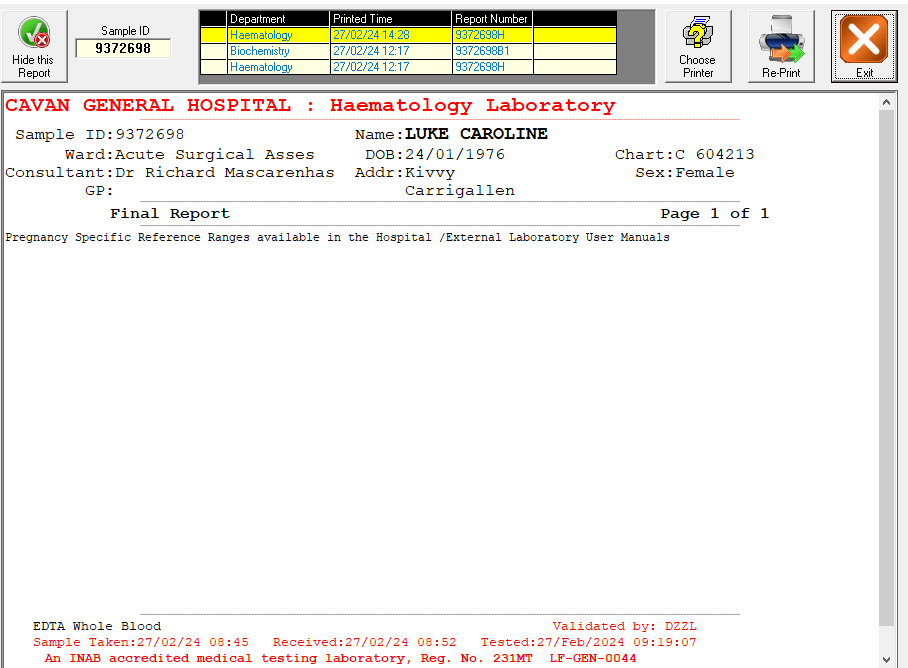 Hide this
Report
Sample ID
9372698
Department Printed Time Report Number
Haematology 27/02/24 14:28 9372698H
Biochemistry 27/02/24 12:17 9372698B1
Haematology 27/02/24 12:17 9372698H
Choose
Printer
Re-Print
Exit
CAVAN GENERAL HOSPITAL : Haematology Laboratory
Sample ID:9372698 Name:LUKE CAROLINE
Ward:Acute Surgical Asses DOB:24/01/1976 Chart:C 604213
Consultant:Dr Richard Mascarenhas Addr:Kivvy Sex:Female
GP: Carrigallen
Final Report Page 1 of 1
Pregnancy Specific Reference Ranges available in the Hospital /External Laboratory User Manuals
EDTA Whole Blood Validated by: DZZL
Sample Taken:27/02/24 08:45 Received:27/02/24 08:52 Tested:27/Feb/2024 09:19:07
An INAB accredited medical testing laboratory, Reg. No. 231MT LF-GEN-0044